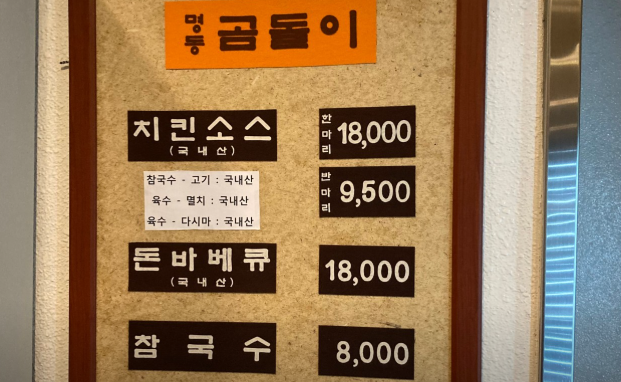 명동 곰돌이
치킨소스 한마리 18,000
(국내산)
참국수 - 고기 : 국내산
육수 - 멸치 : 국내산
육수 - 다시마 : 국내산
반마리 9,500
돈바베큐 18,000
(국내산)
참국수 8,000